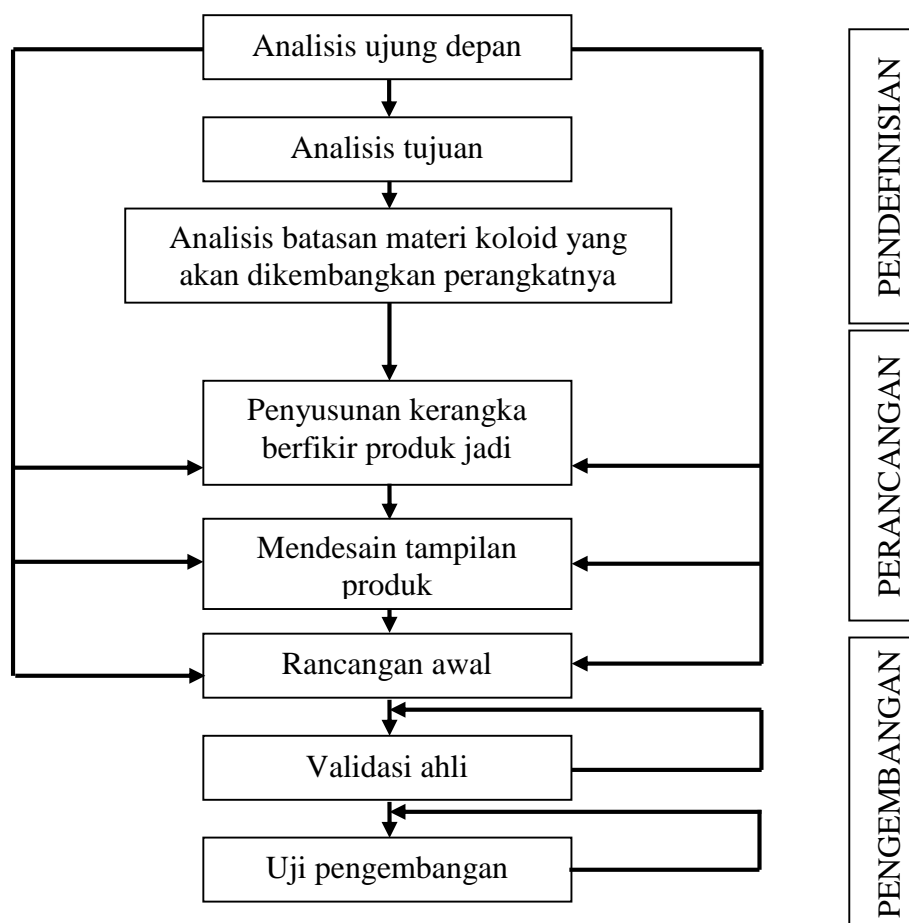 Analisis ujung depan
Analisis tujuan
Analisis batasan materi koloid yang
akan dikembangkan perangkatnya
Penyusunan kerangka
berfikir produk jadi
Mendesain tampilan
produk
Rancangan awal
Validasi ahli
Uji pengembangan
PENDEFINISIAN
PERANCANGAN
PENGEMBANGAN